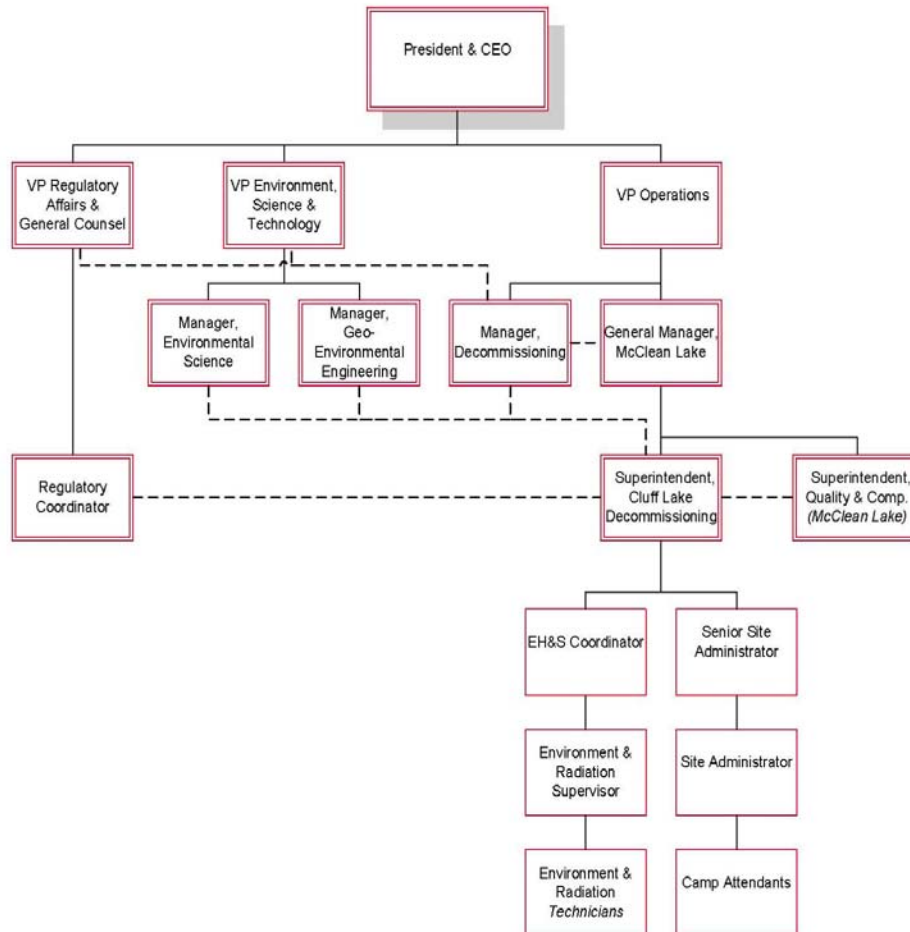 President & CEO
VP Regulatory
Affairs &
General Counsel
VP Environment,
Science &
Technology
VP Operations
Manager,
Environmental
Science
Manager,
Geo-
Environmental
Engineering
Manager,
Decommissioning
General Manager,
McClean Lake
Regulatory
Coordinator
Superintendent,
Cluff Lake
Decommissioning
Superintendent,
Quality & Comp.
(McClean Lake)
EH&S Coordinator
Senior Site
Administrator
Environment &
Radiation
Supervisor
Site Administrator
Environment &
Radiation
Technicians
Camp Attendants